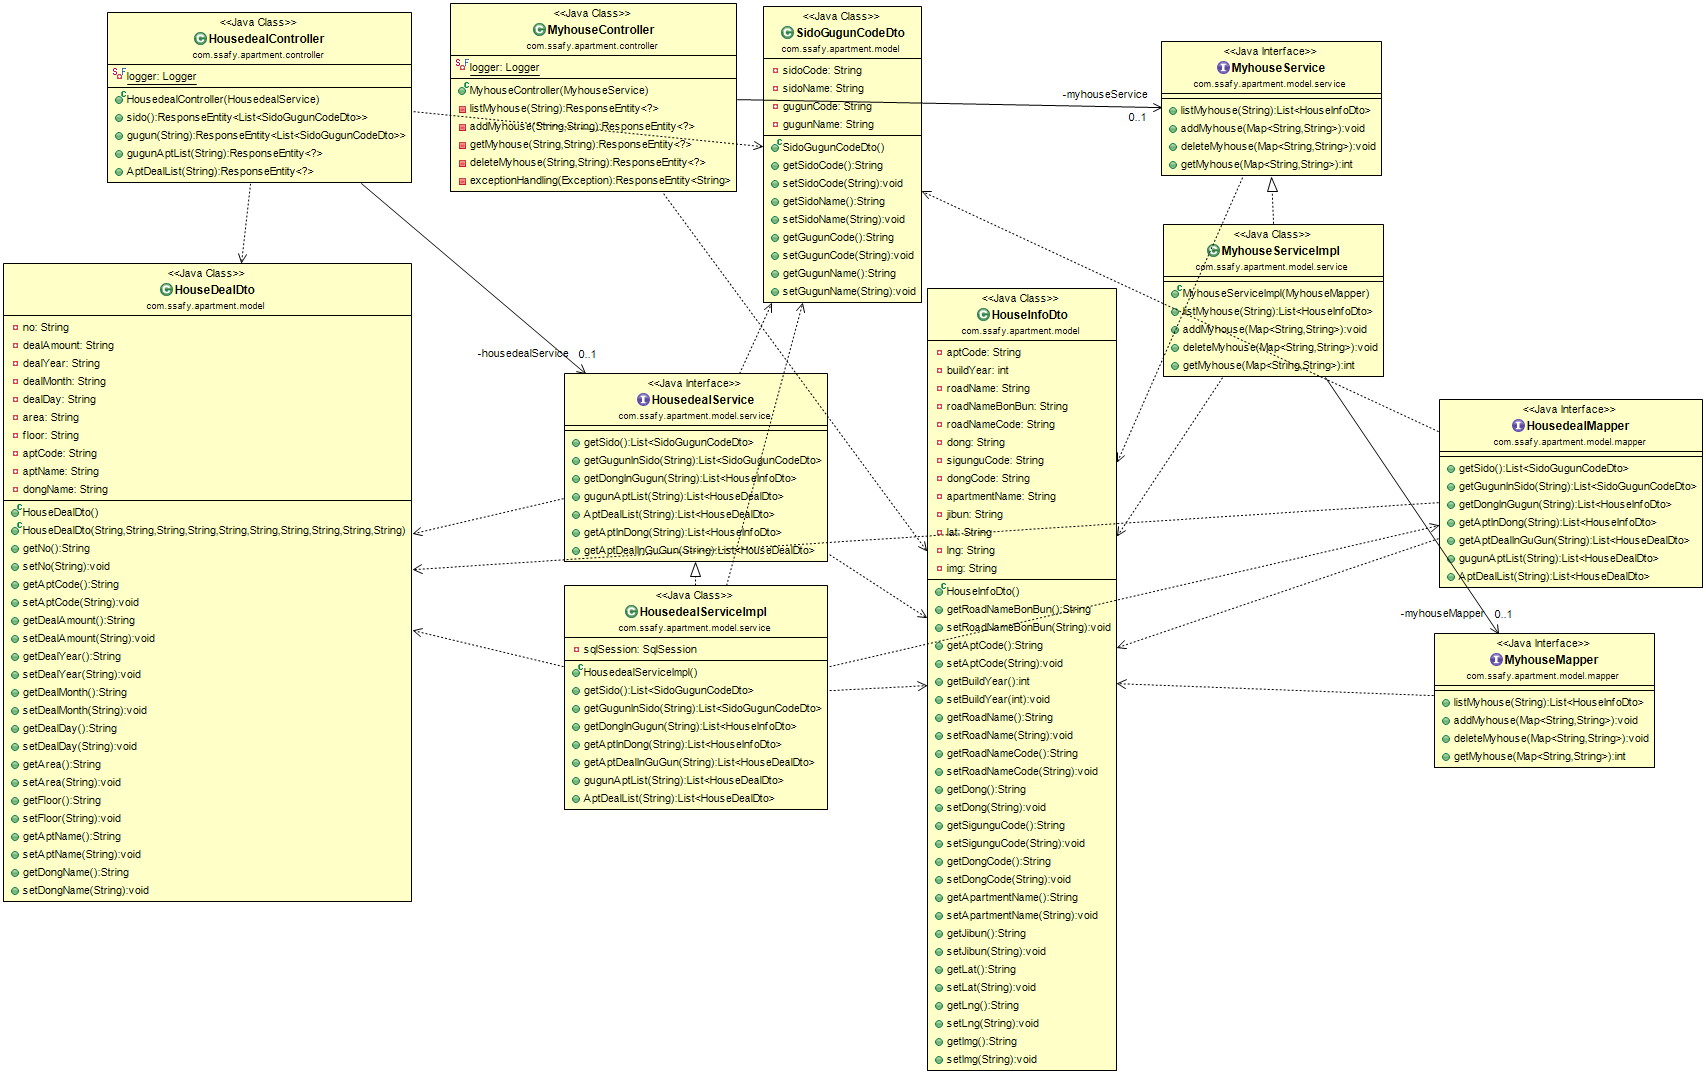 <<Java Class>>
HousedealController
com.ssafy.apartment.controller
logger: Logger
HousedealController(HousedealService)
sido():ResponseEntity<List<SidoGugunCodeDto>>
gugun(String):ResponseEntity<List<SidoGugunCodeDto>>
gugunAptList(String):ResponseEntity<?>
AptDealList(String):ResponseEntity<?>
<<Java Class>>
MyhouseController
com.ssafy.apartment.controller
logger: Logger
MyhouseController(MyhouseService)
listMyhouse(String):ResponseEntity<?>
addMyhouse(String,String):ResponseEntity<?>
getMyhouse(String,String):ResponseEntity<?>
deleteMyhouse(String,String):ResponseEntity<?>
exceptionHandling(Exception):ResponseEntity<String>
<<Java Class>>
SidoGugunCodeDto
com.ssafy.apartment.model
sidoCode: String
sidoName: String
gugunCode: String
gugunName: String
SidoGugunCodeDto()
getSidoCode():String
setSidoCode(String):void
getSidoName():String
setSidoName(String):void
getGugunCode():String
setGugunCode(String):void
getGugunName():String
setGugunName(String):void
-myhouseService
0..1
<<Java Interface>>
MyhouseService
com.ssafy.apartment.model.service
listMyhouse(String):List<HouseInfoDto>
addMyhouse(Map<String,String>):void
deleteMyhouse(Map<String,String>):void
getMyhouse(Map<String,String>):int
<<Java Class>>
MyhouseServiceImpl
com.ssafy.apartment.model.service
MyhouseServiceImpl(MyhouseMapper)
listMyhouse(String):List<HouseInfoDto>
addMyhouse(Map<String,String>):void
deleteMyhouse(Map<String,String>):void
getMyhouse(Map<String,String>):int
<<Java Class>>
HouseDealDto
com.ssafy.apartment.model
no: String
dealAmount: String
dealYear: String
dealMonth: String
dealDay: String
area: String
floor: String
aptCode: String
aptName: String
dongName: String
HouseDealDto()
HouseDealDto(String,String,String,String,String,String,String,String,String,String)
getNo():String
setNo(String):void
getAptCode():String
setAptCode(String):void
getDealAmount():String
setDealAmount(String):void
getDealYear():String
setDealYear(String):void
getDealMonth():String
setDealMonth(String):void
getDealDay():String
setDealDay(String):void
getArea():String
setArea(String):void
getFloor():String
setFloor(String):void
getAptName():String
setAptName(String):void
getDongName():String
setDongName(String):void
-housedealService 0..1
<<Java Interface>>
HousedealService
com.ssafy.apartment.model.service
getSido():List<SidoGugunCodeDto>
getGugunInSido(String):List<SidoGugunCodeDto>
getDongInGugun(String):List<HouseInfoDto>
gugunAptList(String):List<HouseDealDto>
AptDealList(String):List<HouseDealDto>
getAptInDong(String):List<HouseInfoDto>
getAptDealInGuGun(String):List<HouseDealDto>
<<Java Class>>
HousedealServiceImpl
com.ssafy.apartment.model.service
sqlSession: SqlSession
HousedealServiceImpl()
getSido():List<SidoGugunCodeDto>
getGugunInSido(String):List<SidoGugunCodeDto>
getDongInGugun(String):List<HouseInfoDto>
getAptInDong(String):List<HouseInfoDto>
getAptDealInGuGun(String):List<HouseDealDto>
gugunAptList(String):List<HouseDealDto>
AptDealList(String):List<HouseDealDto>
<<Java Class>>
HouseInfoDto
com.ssafy.apartment.model
aptCode: String
buildYear: int
roadName: String
roadNameBonBun: String
roadNameCode: String
dong: String
sigunguCode: String
dongCode: String
apartmentName: String
jibun: String
lat: String
lng: String
img: String
HouseInfoDto()
getRoadNameBonBun():String
setRoadNameBonBun(String):void
getAptCode():String
setAptCode(String):void
getBuildYear():int
setBuildYear(int):void
getRoadName():String
setRoadName(String):void
getRoadNameCode():String
setRoadNameCode(String):void
getDong():String
setDong(String):void
getSigunguCode():String
setSigunguCode(String):void
getDongCode():String
setDongCode(String):void
getApartmentName():String
setApartmentName(String):void
getJibun():String
setJibun(String):void
getLat():String
setLat(String):void
getLng():String
setLng(String):void
getImg():String
setImg(String):void
<<Java Interface>>
HousedealMapper
com.ssafy.apartment.model.mapper
getSido():List<SidoGugunCodeDto>
getGugunInSido(String):List<SidoGugunCodeDto>
getDongInGugun(String):List<HouseInfoDto>
getAptInDong(String):List<HouseInfoDto>
getAptDealInGuGun(String):List<HouseDealDto>
gugunAptList(String):List<HouseDealDto>
AptDealList(String):List<HouseDealDto>
-myhouseMapper 0..1
<<Java Interface>>
MyhouseMapper
com.ssafy.apartment.model.mapper
listMyhouse(String):List<HouseInfoDto>
addMyhouse(Map<String,String>):void
deleteMyhouse(Map<String,String>):void
getMyhouse(Map<String,String>):int